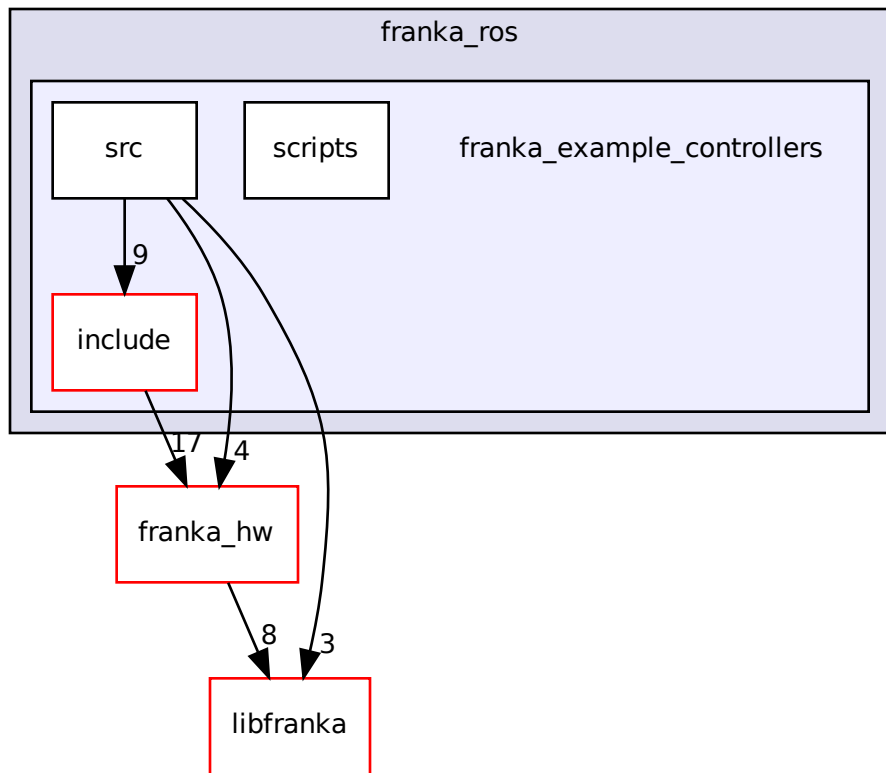 franka_ros
src
scripts
franka_example_controllers
9
include
17
4
franka_hw
8
3
libfranka